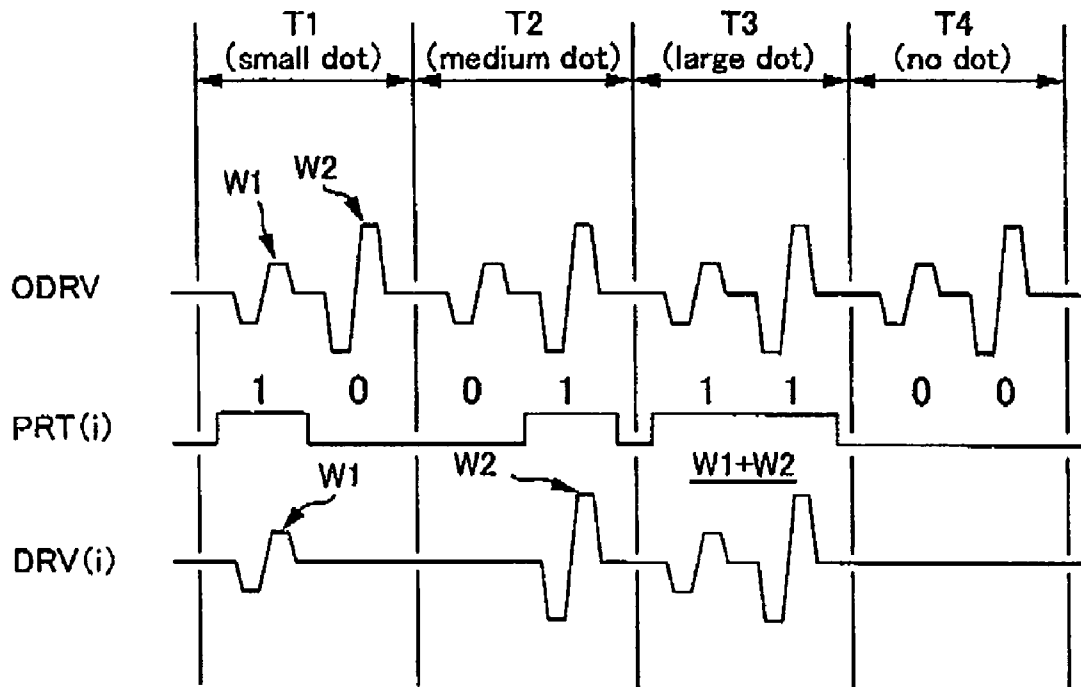 T1 T2 T3 T4
(small dot) (medium dot) (large dot) (no dot)
W1 W2
ODRV
1 0 0 1 1 1 0 0
PRT(i)
W1 W2 W1+W2
DRV(i)